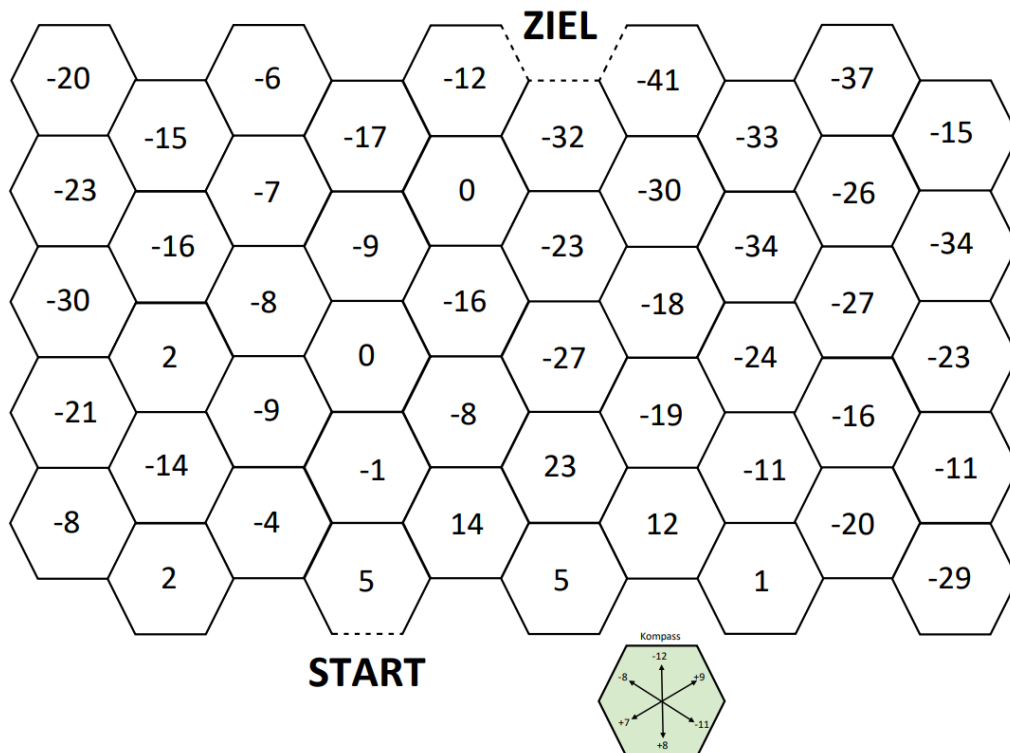 ZIEL
-20 -6 -12 -41 -37
-15 -17 -32 -33 -15
-23 -7 0 -30 -26
-16 -9 -23 -34 -34
-30 -8 -16 -18 -27
2 0 -27 -24 -23
-21 -9 -8 -19 -16
-14 -1 23 -11 -11
-8 -4 14 12 -20
2 5 5 1 -29
START
Kompass
-12
-8 +9
+7 -11
+8